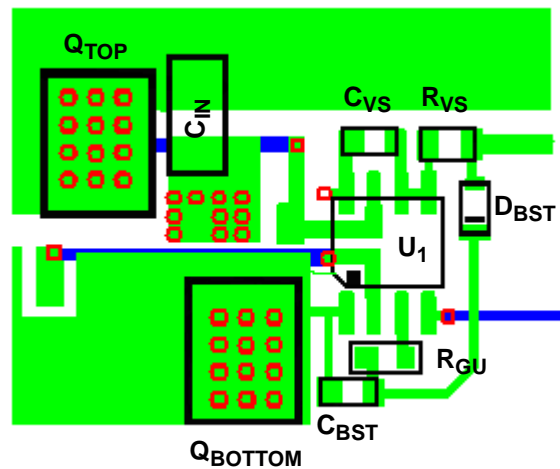 QTOP
CIN
CVS
RVS
DBST
U1
RGU
CBST
QBOTTOM